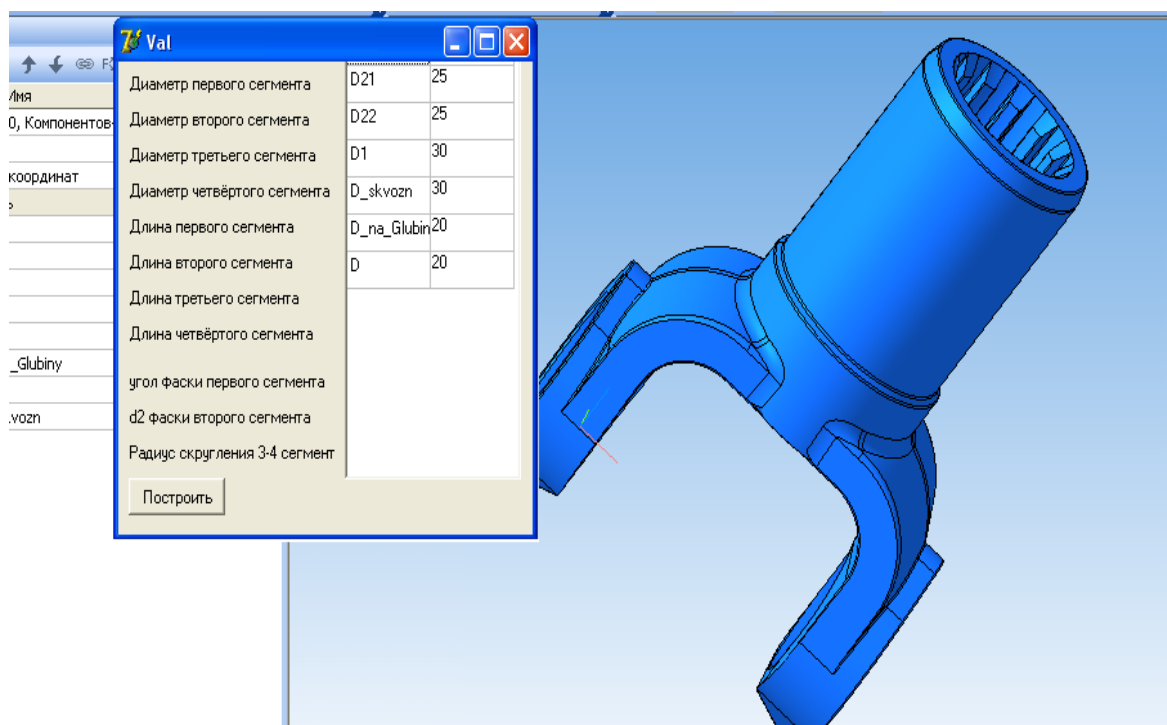 Val
Имя
0, Компонентов-
координат
_Glubiny
.vozn
Диаметр первого сегмента D21 25
Диаметр второго сегмента D22 25
Диаметр третьего сегмента D1 30
Диаметр четвёртого сегмента D_skvozn 30
Длина первого сегмента D_na_Glubin 20
Длина второго сегмента D 20
Длина третьего сегмента
Длина четвёртого сегмента
угол фаски первого сегмента
d2 фаски второго сегмента
Радиус скругления 3-4 сегмент
Построить